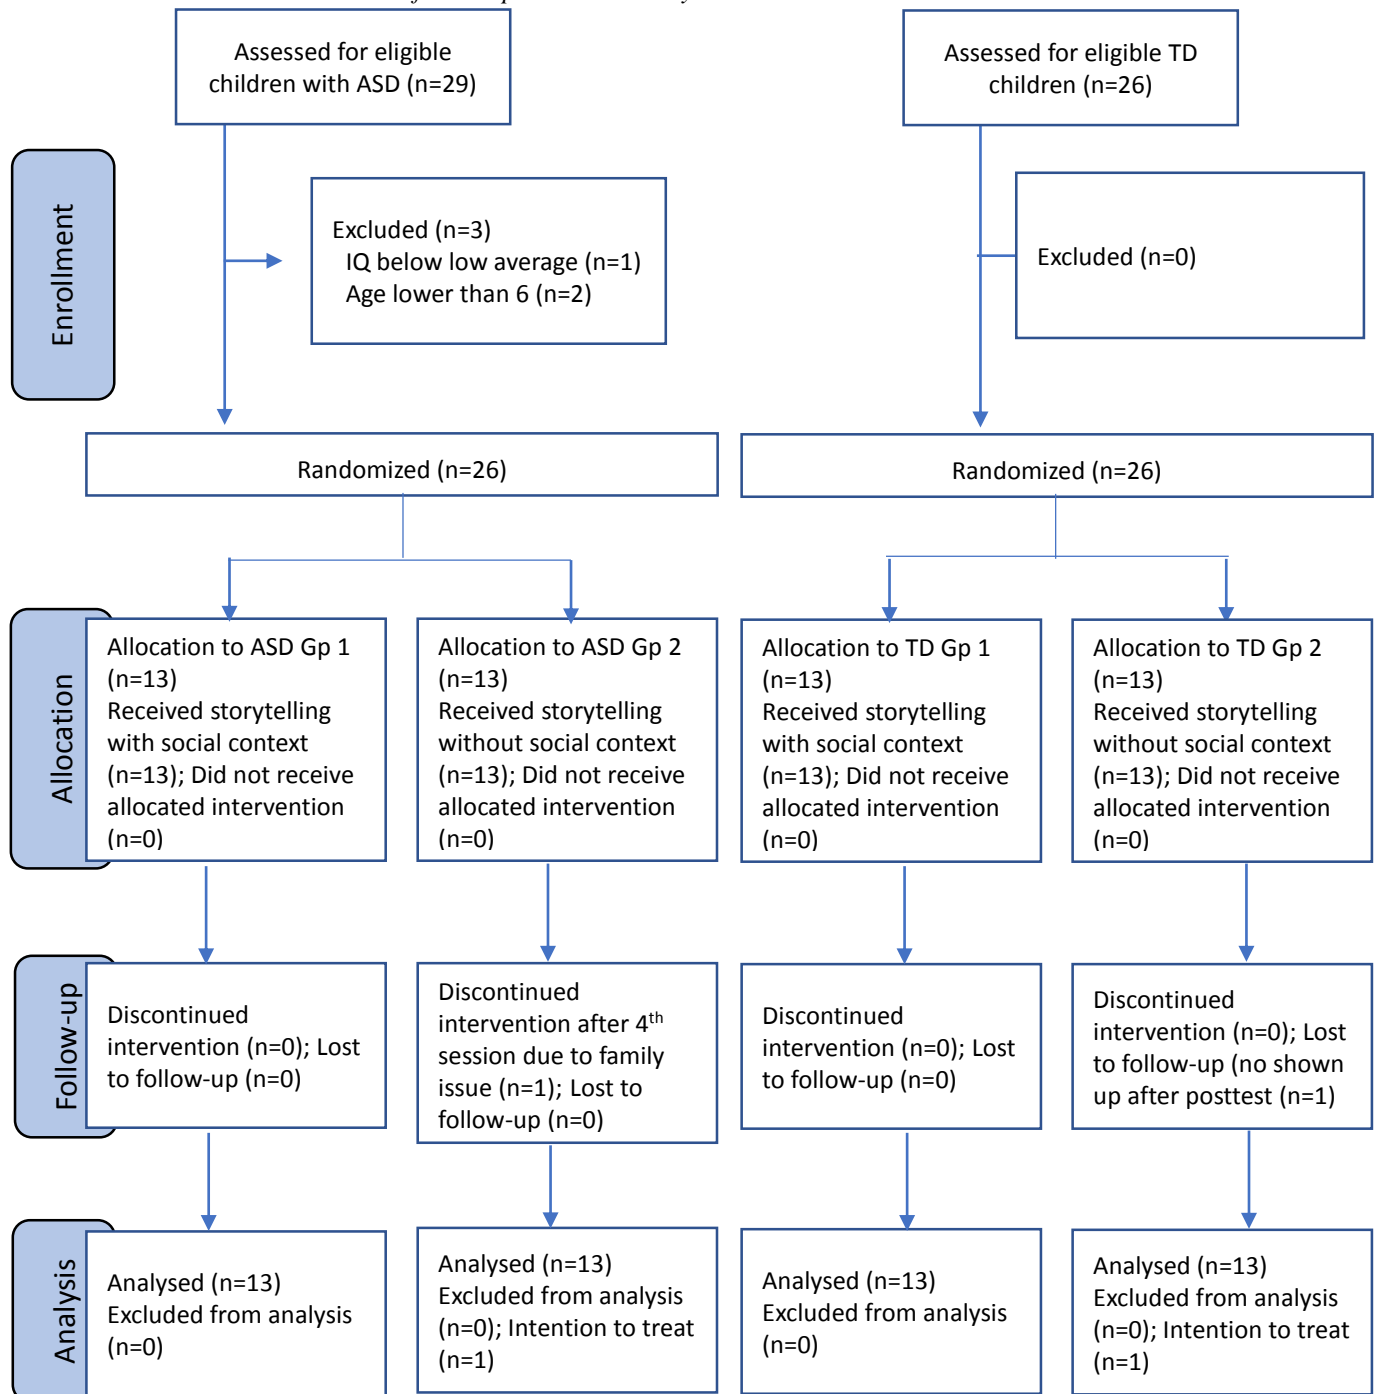 Assessed for eligible
children with ASD (n=29)
Assessed for eligible TD
children (n=26)
Enrollment
Excluded (n=3)
IQ below low average (n=1)
Age lower than 6 (n=2)
Excluded (n=0)
Randomized (n=26)
Randomized (n=26)
Allocation
Allocation to ASD Gp 1
(n=13)
Received storytelling
with social context
(n=13); Did not receive
allocated intervention
(n=0)
Allocation to ASD Gp 2
(n=13)
Received storytelling
without social context
(n=13); Did not receive
allocated intervention
(n=0)
Allocation to TD Gp 1
(n=13)
Received storytelling
with social context
(n=13); Did not receive
allocated intervention
(n=0)
Allocation to TD Gp 2
(n=13)
Received storytelling
without social context
(n=13); Did not receive
allocated intervention
(n=0)
Follow-up
Discontinued
intervention (n=0); Lost
to follow-up (n=0)
Discontinued
intervention after 4th
session due to family
issue (n=1); Lost to
follow-up (n=0)
Discontinued
intervention (n=0); Lost
to follow-up (n=0)
Discontinued
intervention (n=0); Lost
to follow-up (no shown
up after posttest (n=1)
Analysis
Analysed (n=13)
Excluded from analysis
(n=0)
Analysed (n=13)
Excluded from analysis
(n=0); Intention to treat
(n=1)
Analysed (n=13)
Excluded from analysis
(n=0)
Analysed (n=13)
Excluded from analysis
(n=0); Intention to treat
(n=1)